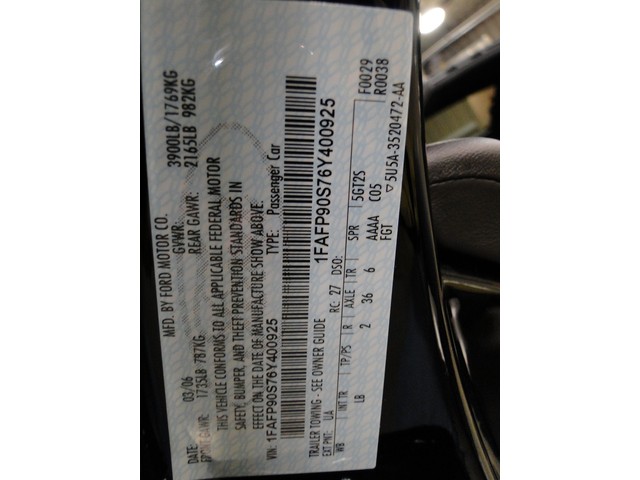 MFD. BY FORD MOTOR CO.
DATE: 03/06 GVWR: 3900LB/1769KG
FRONT GAWR: 1735LB 787KG REAR GAWR: 2165LB 982KG
THIS VEHICLE CONFORMS TO ALL APPLICABLE FEDERAL MOTOR
SAFETY, BUMPER, AND THEFT PREVENTION STANDARDS IN
EFFECT ON THE DATE OF MANUFACTURE SHOW ABOVE.
VIN: 1FAFP90S76Y400925 TYPE: Passenger Car
1FAFP90S76Y400925
F0029
R0038
TRAILER TOWING - SEE OWNER GUIDE
EXT PNT: UA RC: 27 DSO:
WB INT TR TP/PS R AXLE TR SPR 5GT2S
LB 2 36 6 AAAA C05
FGT ▽5U5A-3520472-AA